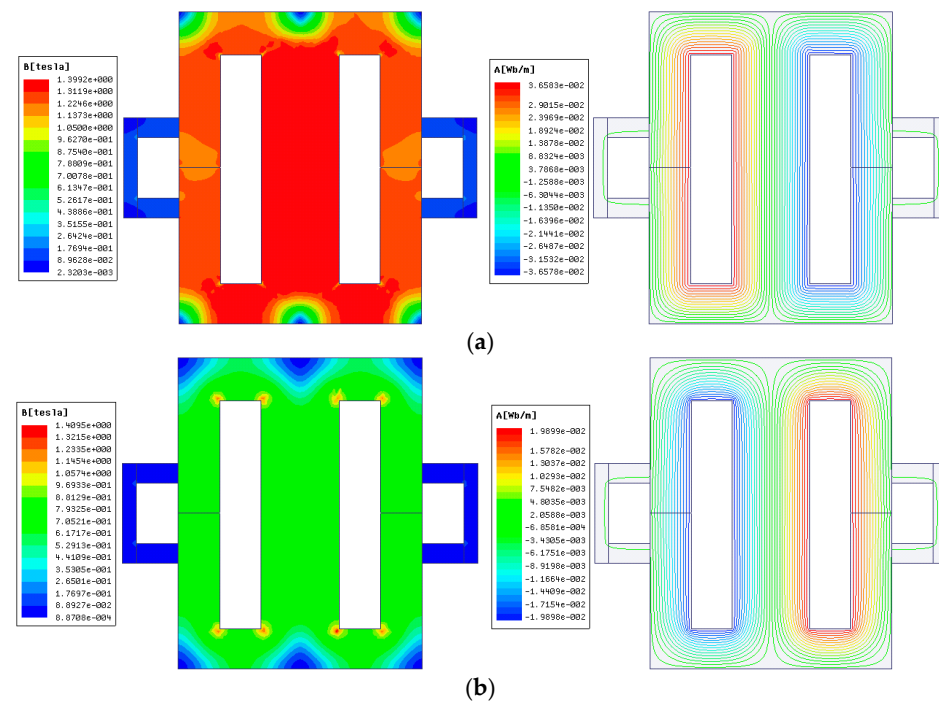 B[tesla]
1.3992e+000
1.3119e+000
1.2246e+000
1.1373e+000
1.0500e+000
9.6270e-001
8.7540e-001
7.8809e-001
7.0078e-001
6.1347e-001
5.2617e-001
4.3886e-001
3.5155e-001
2.6424e-001
1.7694e-001
8.9628e-002
2.3203e-003
A[Wb/m]
3.6583e-002
2.9015e-002
2.3969e-002
1.8924e-002
1.3878e-002
8.8324e-003
3.7868e-003
-1.2588e-003
-6.3044e-003
-1.1350e-002
-1.6396e-002
-2.1441e-002
-2.6487e-002
-3.1532e-002
-3.6578e-002
(a)
B[tesla]
1.4095e+000
1.3215e+000
1.2335e+000
1.1454e+000
1.0574e+000
9.6933e-001
8.8129e-001
7.9325e-001
7.0521e-001
6.1717e-001
5.2913e-001
4.4109e-001
3.5305e-001
2.6501e-001
1.7697e-001
8.8927e-002
8.8708e-004
A[Wb/m]
1.9899e-002
1.5782e-002
1.3037e-002
1.0293e-002
7.5482e-003
4.8035e-003
2.0588e-003
-6.8581e-004
-3.4305e-003
-6.1751e-003
-8.9198e-003
-1.1664e-002
-1.4409e-002
-1.7154e-002
-1.9898e-002
(b)